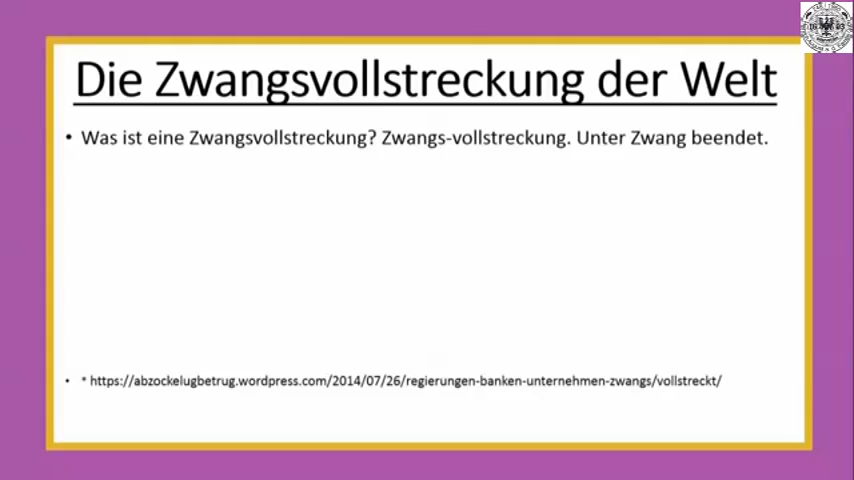 Die Zwangsvollstreckung der Welt
• Was ist eine Zwangsvollstreckung? Zwangs-vollstreckung. Unter Zwang beendet.
• * https://abzockelugbetrug.wordpress.com/2014/07/26/regierungen-banken-unternehmen-zwangs/vollstreckt/